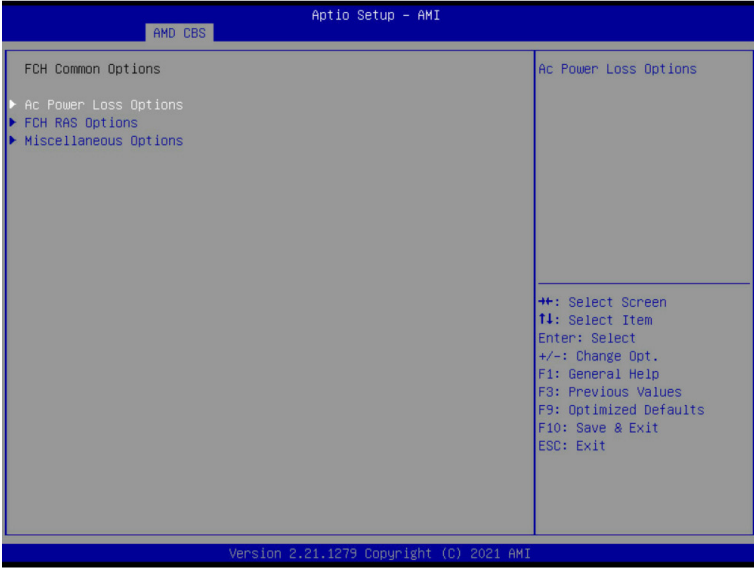 Aptio Setup – AMI
AMD CBS
FCH Common Options
Ac Power Loss Options
FCH RAS Options
Miscellaneous Options
Ac Power Loss Options
→←: Select Screen
↑↓: Select Item
Enter: Select
+/-: Change Opt.
F1: General Help
F3: Previous Values
F9: Optimized Defaults
F10: Save & Exit
ESC: Exit
Version 2.21.1279 Copyright (C) 2021 AMI